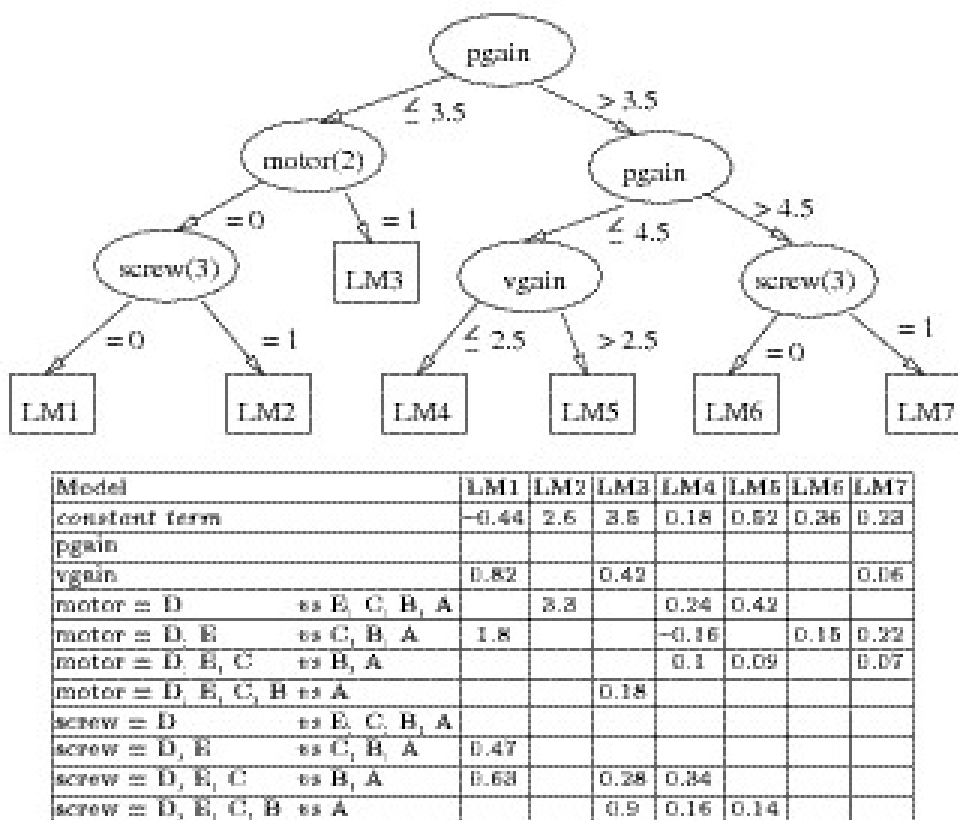 pgain
≤ 3.5
> 3.5
motor(2)
pgain
= 0
= 1
≤ 4.5
> 4.5
screw(3)
LM3
vgain
screw(3)
= 0
= 1
≤ 2.5
> 2.5
= 0
= 1
LM1
LM2
LM4
LM5
LM6
LM7
Model LM1 LM2 LM3 LM4 LM5 LM6 LM7
constant term -0.44 2.6 3.5 0.18 0.52 0.36 0.23
pgain
vgain 0.82 0.42 0.06
motor = D vs E, C, B, A 3.3 0.24 0.42
motor = D, E vs C, B, A 1.8 -0.16 0.15 0.22
motor = D, E, C vs B, A 0.1 0.09 0.07
motor = D, E, C, B vs A 0.18
screw = D vs E, C, B, A
screw = D, E vs C, B, A 0.47
screw = D, E, C vs B, A 0.63 0.28 0.34
screw = D, E, C, B vs A 0.9 0.16 0.14